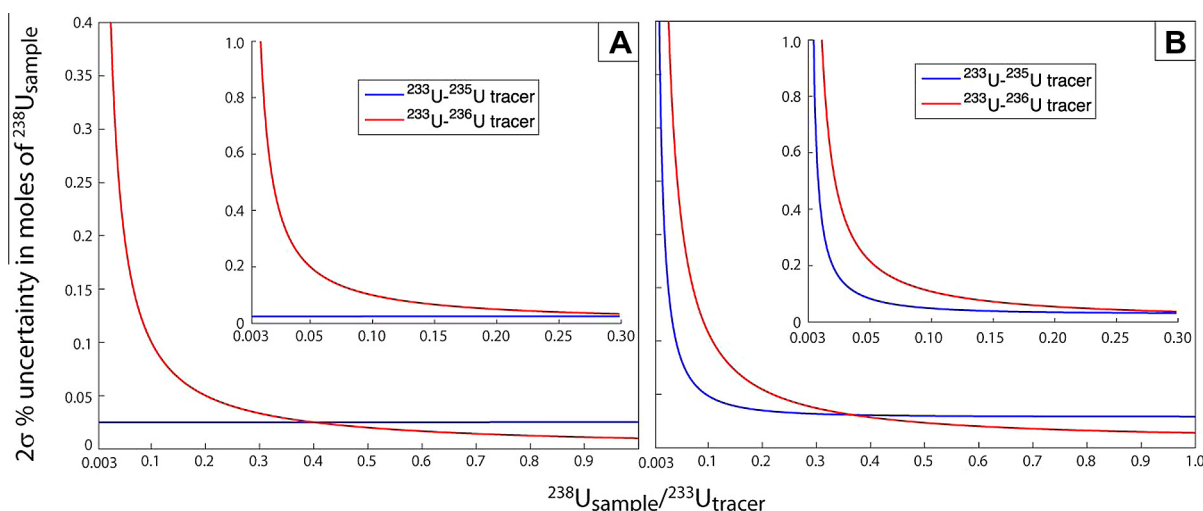 2σ % uncertainty in moles of ²³⁸U_sample
0.4
0.35
0.3
0.25
0.2
0.15
0.1
0.05
0
0.003 0.1 0.2 0.3 0.4 0.5 0.6 0.7 0.8 0.9
A
1.0
0.8
0.6
0.4
0.2
0
0.003 0.05 0.10 0.15 0.20 0.25 0.30
²³³U-²³⁵U tracer
²³³U-²³⁶U tracer
B
1.0
0.8
0.6
0.4
0.2
0
0.003 0.05 0.10 0.15 0.20 0.25 0.30
²³³U-²³⁵U tracer
²³³U-²³⁶U tracer
0.003 0.1 0.2 0.3 0.4 0.5 0.6 0.7 0.8 0.9 1.0
²³⁸U_sample/²³³U_tracer